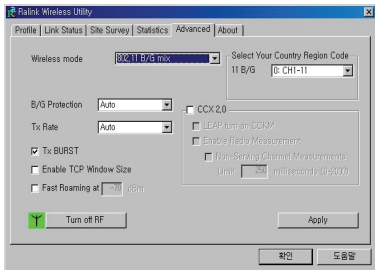 Ralink Wireless Utility
Profile Link Status Site Survey Statistics Advanced About
Wireless mode 802.11 B/G mix
Select Your Country Region Code
11 B/G 0: CH1-11
B/G Protection Auto
Tx Rate Auto
Tx BURST
Enable TCP Window Size
Fast Roaming at -70 dBm
CCX 2.0
LEAP turn on CCKM
Enable Radio Measurement
Non-Serving Channel Measurements
Limit 250 milliseconds (0-2000)
Turn off RF
Apply
확인 도움말